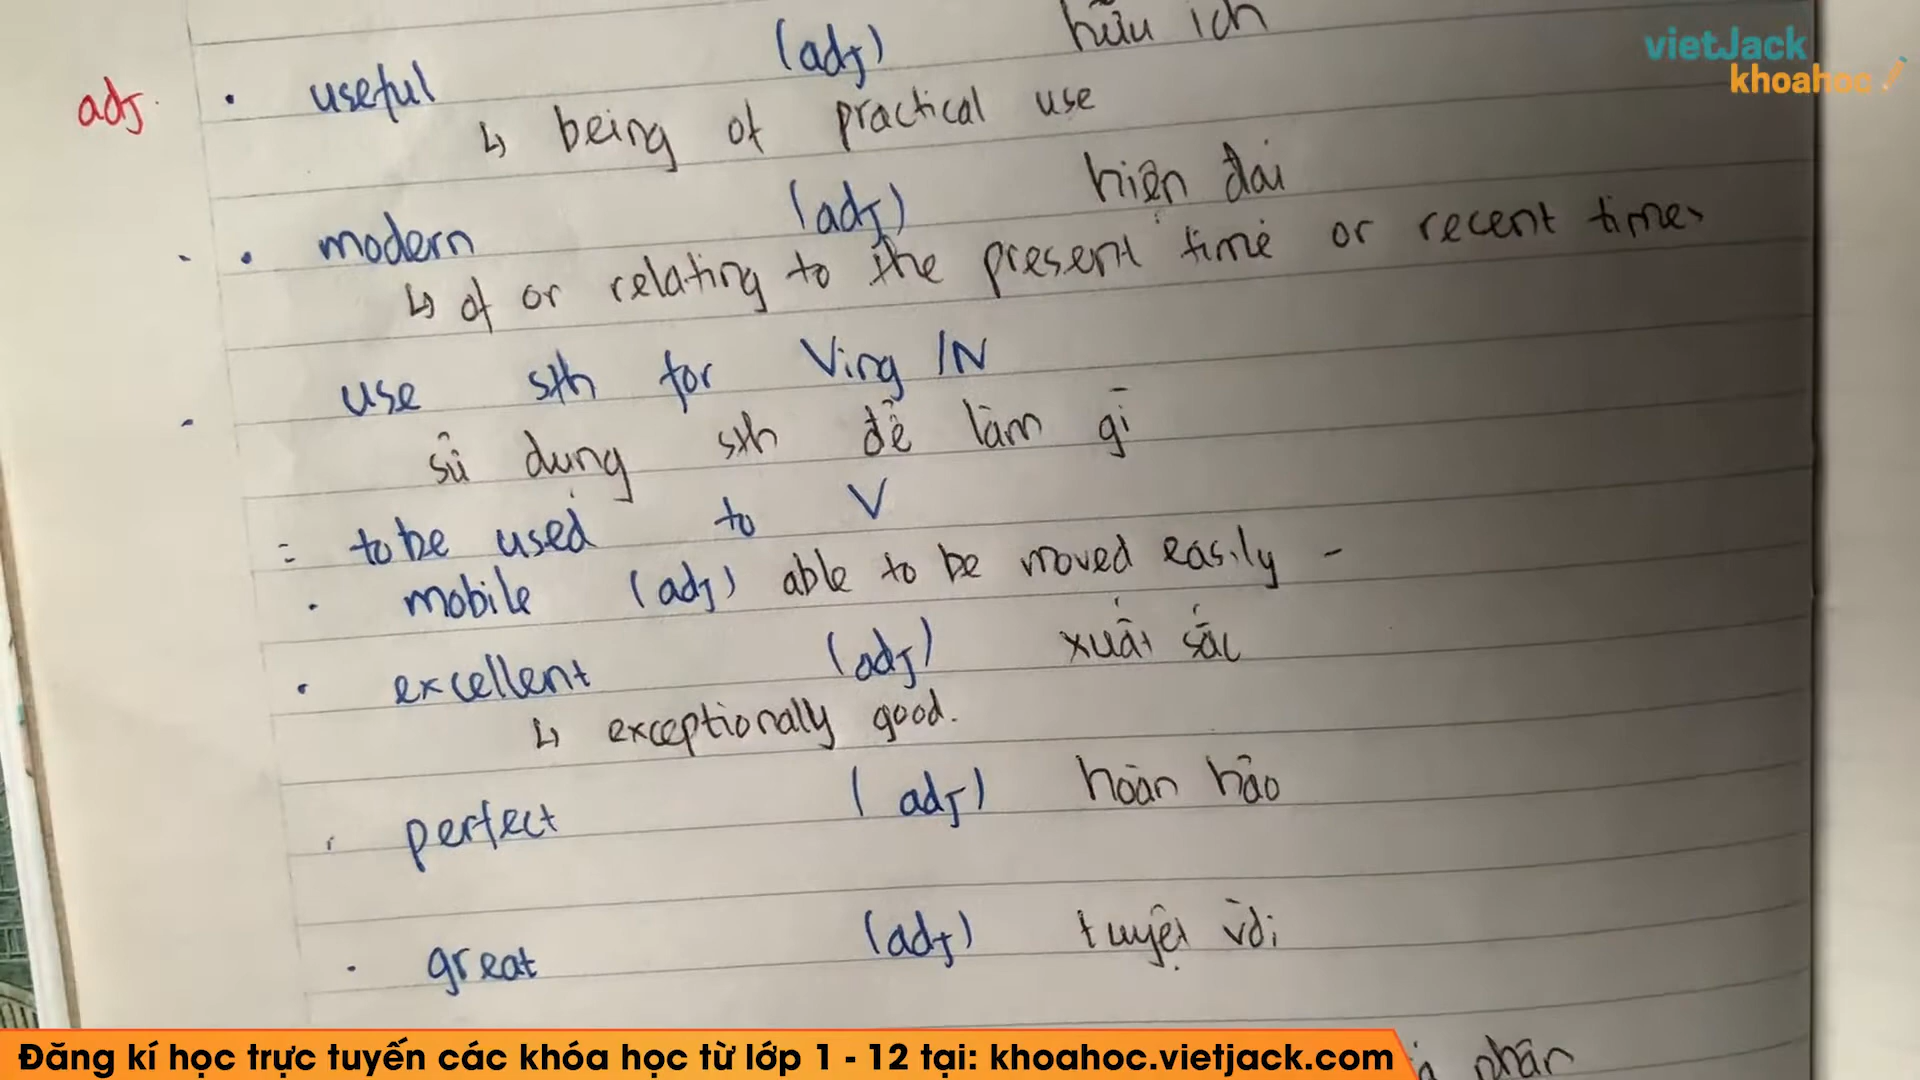 vietJack
khoahoc
adj. • useful (adj) hữu ích
↳ being of practical use
• modern (adj) hiện đại
↳ of or relating to the present time or recent times
use sth for Ving /N
sử dụng sth để làm gì
= to be used to V
• mobile (adj) able to be moved easily -
• excellent (adj) xuất sắc
↳ exceptionally good.
• perfect (adj) hoàn hảo
• great (adj) tuyệt vời
nhân
Đăng kí học trực tuyến các khóa học từ lớp 1 - 12 tại: khoahoc.vietjack.com